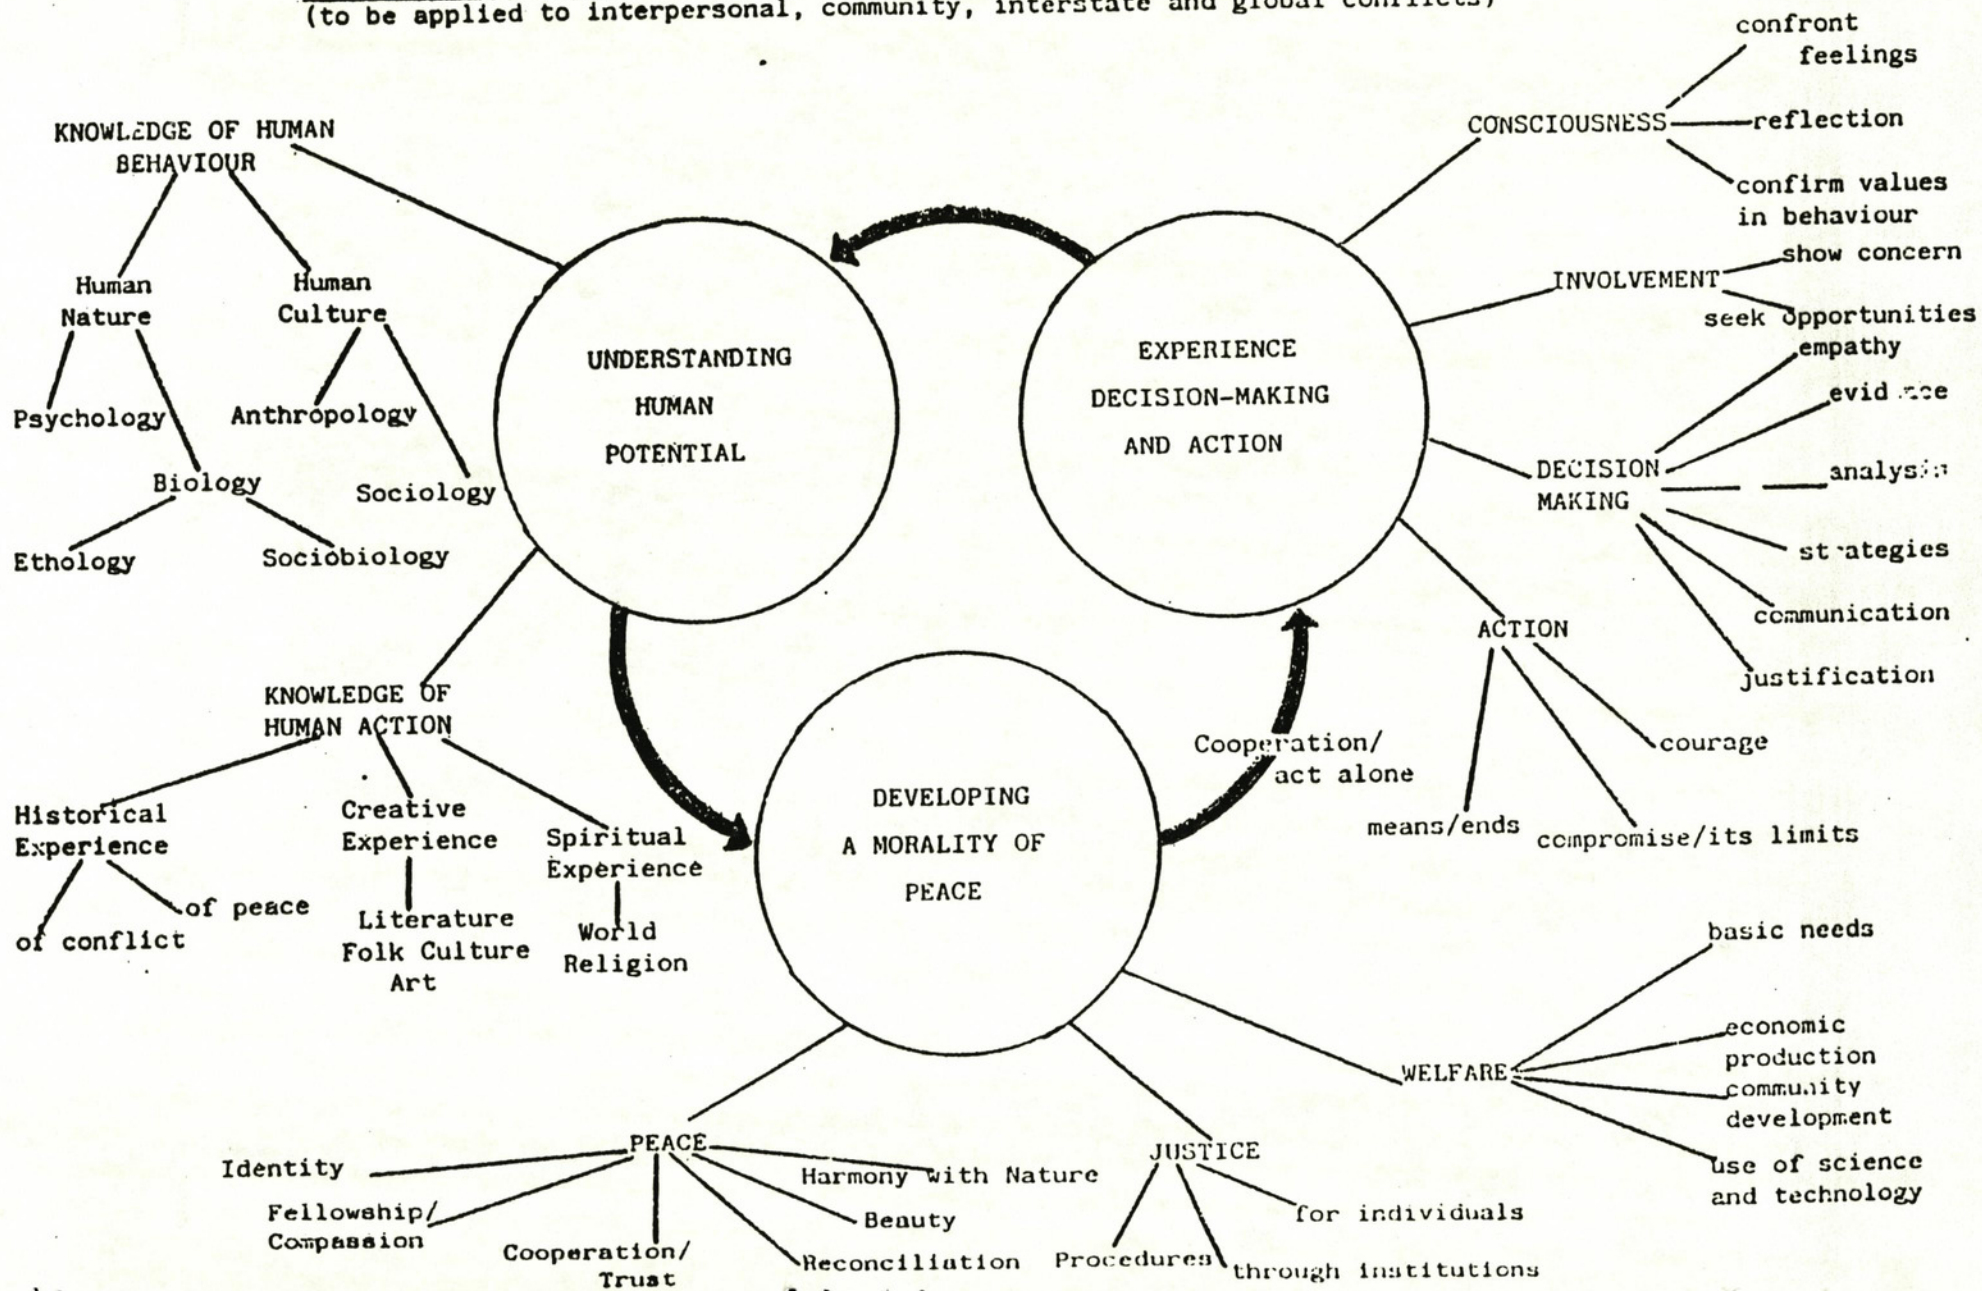 (to be applied to interpersonal, community, interstate and global conflicts)
KNOWLEDGE OF HUMAN
BEHAVIOUR
Human
Nature
Human
Culture
Psychology
Anthropology
Biology
Sociology
Ethology
Sociobiology
UNDERSTANDING
HUMAN
POTENTIAL
KNOWLEDGE OF
HUMAN ACTION
Historical
Experience
of conflict
of peace
Creative
Experience
Literature
Folk Culture
Art
Spiritual
Experience
World
Religion
EXPERIENCE
DECISION-MAKING
AND ACTION
CONSCIOUSNESS
confront
feelings
reflection
confirm values
in behaviour
INVOLVEMENT
show concern
seek opportunities
DECISION
MAKING
empathy
evidence
analysis
strategies
communication
justification
ACTION
courage
means/ends
compromise/its limits
Cooperation/
act alone
DEVELOPING
A MORALITY OF
PEACE
PEACE
Identity
Fellowship/
Compassion
Cooperation/
Trust
Harmony with Nature
Beauty
Reconciliation
JUSTICE
Procedures
for individuals
through institutions
WELFARE
basic needs
economic
production
community
development
use of science
and technology